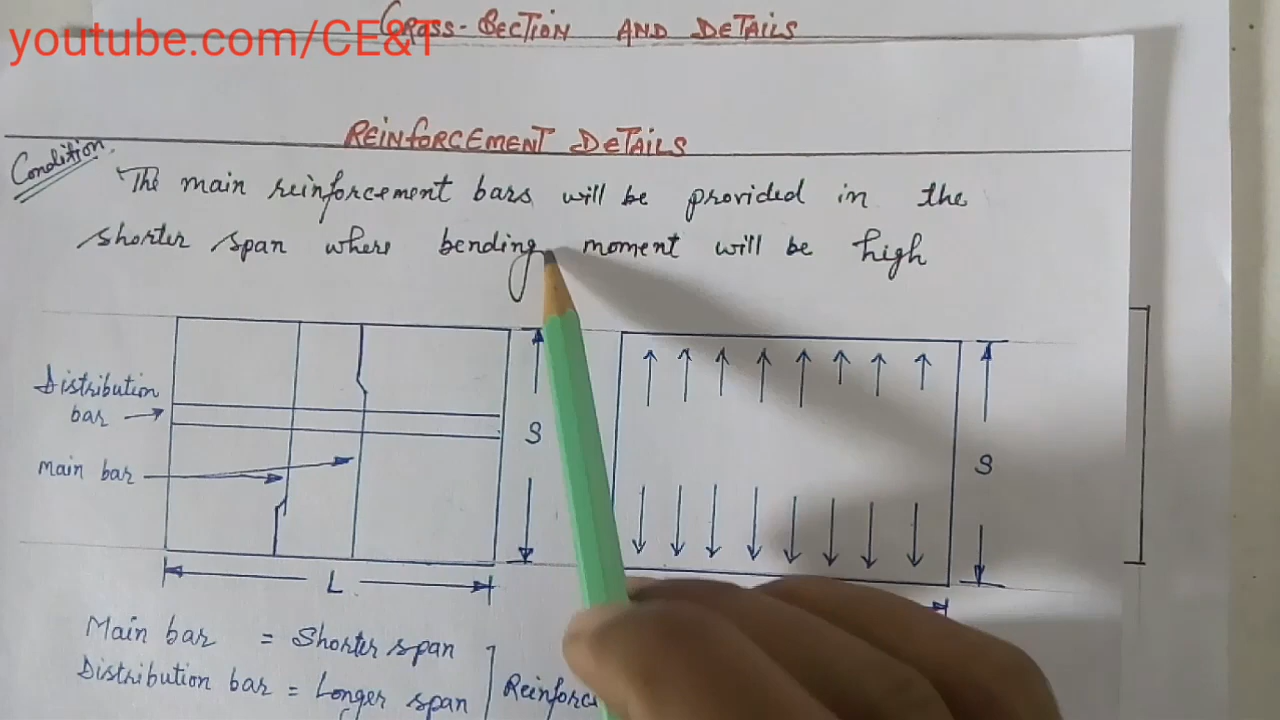 Cross-Section and Details
youtube.com/CE&T
Reinforcement Details
Condition.
The main reinforcement bars will be provided in the
shorter span where bending moment will be high
Distribution
bar
main bar
S
S
L
Main bar = Shorter span
Distribution bar = Longer span